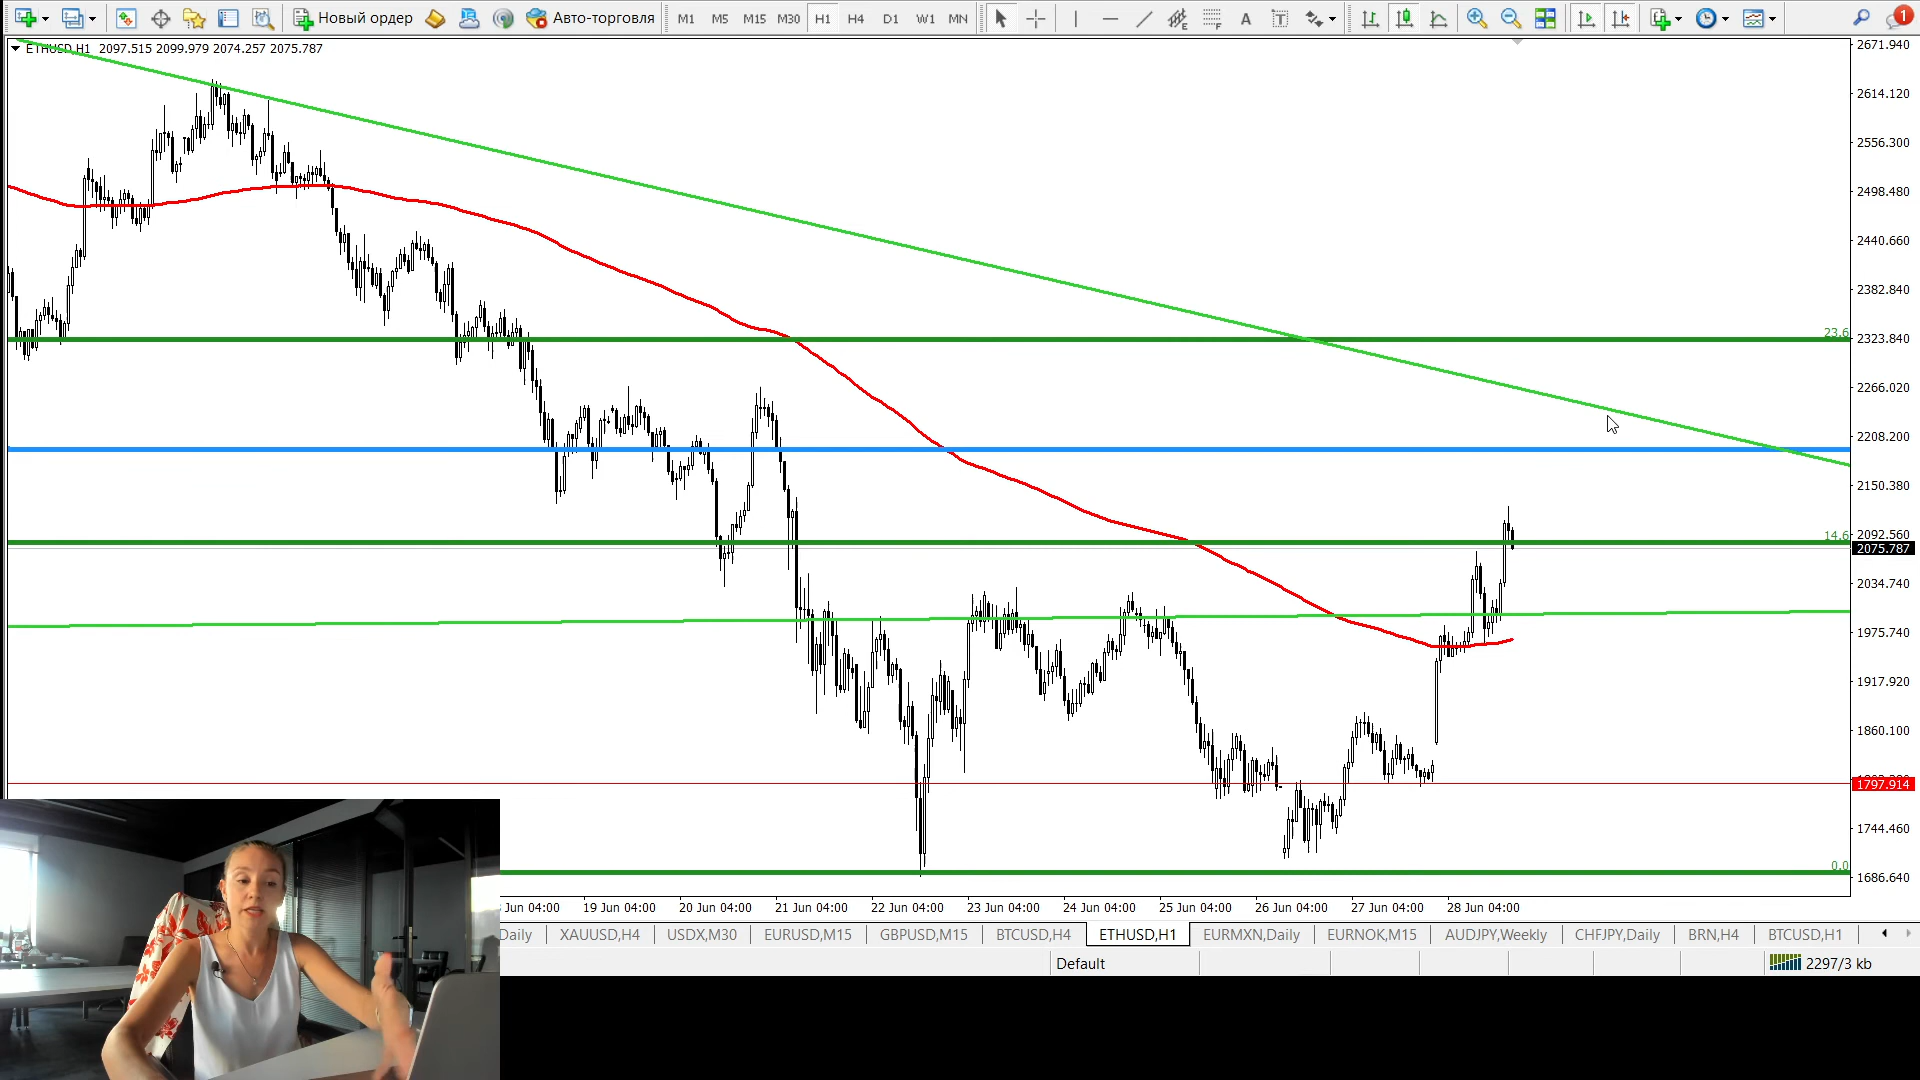 Новый ордер
Авто-торговля
M1 M5 M15 M30 H1 H4 D1 W1 MN
A
T
1
ETHUSD,H1 2097.515 2099.979 2074.257 2075.787
2671.940
2614.120
2556.300
2498.480
2440.660
2382.840
23.6
2323.840
2266.020
2208.200
2150.380
14.6
2092.560
2075.787
2034.740
1975.740
1917.920
1860.100
1797.914
1744.460
0.0
1686.640
Jun 04:00 19 Jun 04:00 20 Jun 04:00 21 Jun 04:00 22 Jun 04:00 23 Jun 04:00 24 Jun 04:00 25 Jun 04:00 26 Jun 04:00 27 Jun 04:00 28 Jun 04:00
Daily XAUUSD,H4 USDX,M30 EURUSD,M15 GBPUSD,M15 BTCUSD,H4 ETHUSD,H1 EURMXN,Daily EURNOK,M15 AUDJPY,Weekly CHFJPY,Daily BRN,H4 BTCUSD,H1
Default
2297/3 kb